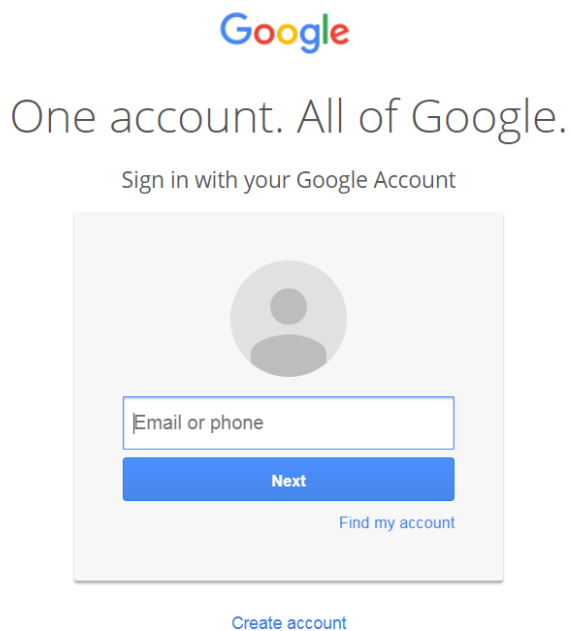 Google
One account. All of Google.
Sign in with your Google Account
Email or phone
Next
Find my account
Create account